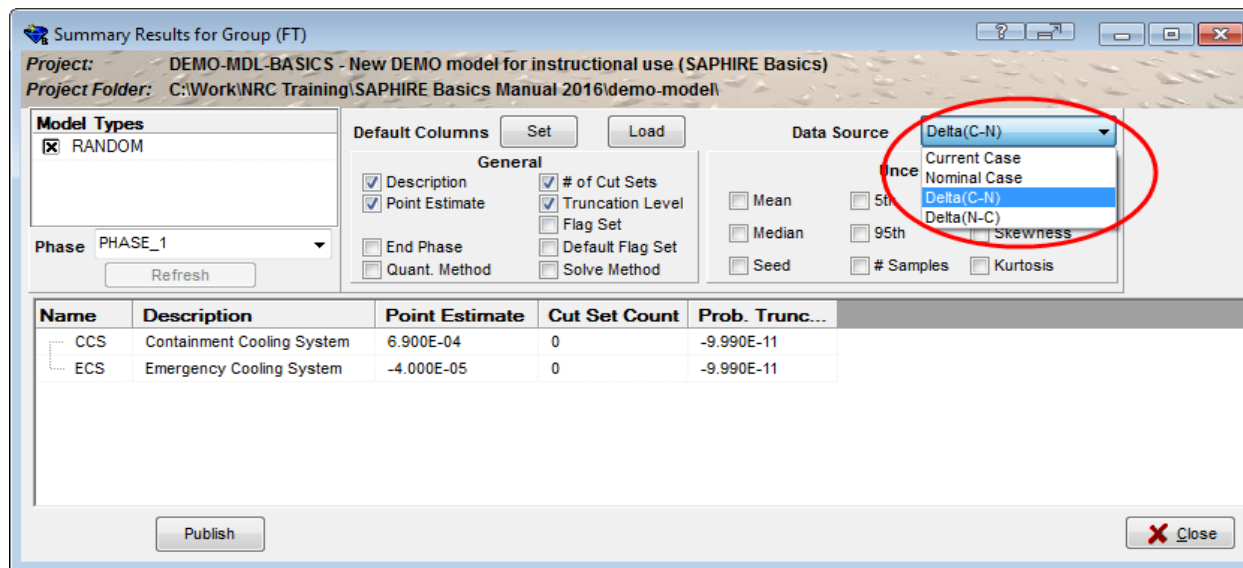 Summary Results for Group (FT)
Project: DEMO-MDL-BASICS - New DEMO model for instructional use (SAPHIRE Basics)
Project Folder: C:\Work\NRC Training\SAPHIRE Basics Manual 2016\demo-model\
Model Types
RANDOM
Phase PHASE_1
Refresh
Default Columns Set Load
General
Description # of Cut Sets
Point Estimate Truncation Level
Flag Set
End Phase Default Flag Set
Quant. Method Solve Method
Data Source Delta(C-N)
Current Case
Nominal Case
Delta(C-N)
Delta(N-C)
Unce
Mean 5th
Median 95th Skewness
Seed # Samples Kurtosis
Name Description Point Estimate Cut Set Count Prob. Trunc...
CCS Containment Cooling System 6.900E-04 0 -9.990E-11
ECS Emergency Cooling System -4.000E-05 0 -9.990E-11
Publish
Close